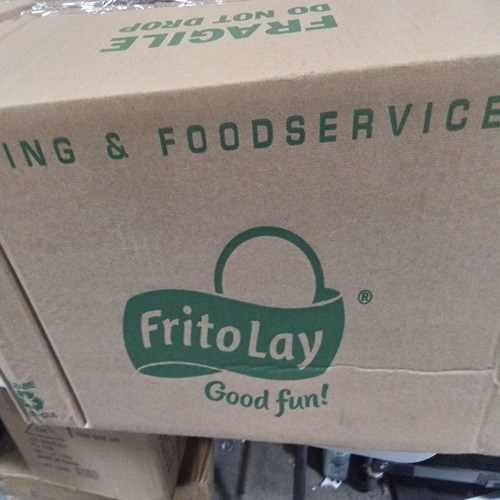 FRAGILE
DO NOT DROP
ING & FOODSERVICE
FritoLay®
Good fun!